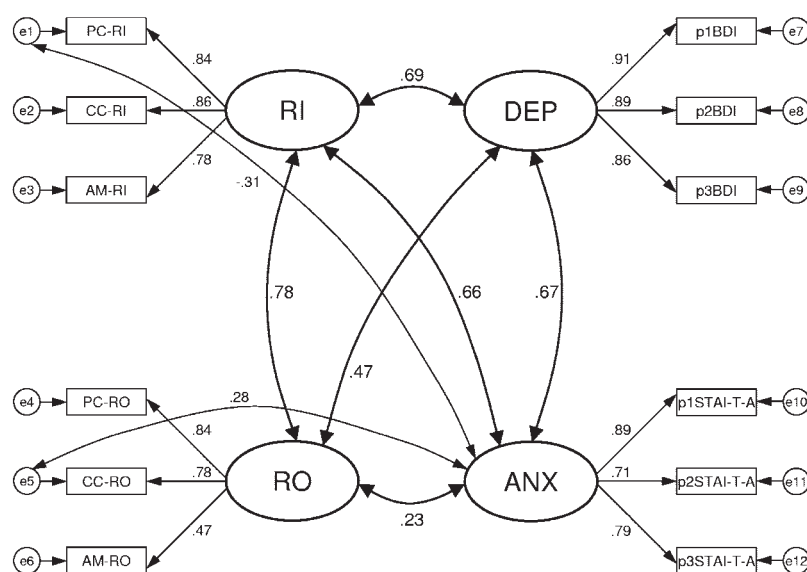 e1
PC-RI
.84
e2
CC-RI
.86
e3
AM-RI
.78
RI
.69
DEP
.91
p1BDI
e7
.89
p2BDI
e8
.86
p3BDI
e9
-.31
.78
.66
.67
.47
e4
PC-RO
.84
.28
e5
CC-RO
.78
e6
AM-RO
.47
RO
.23
ANX
.89
p1STAI-T-A
e10
.71
p2STAI-T-A
e11
.79
p3STAI-T-A
e12